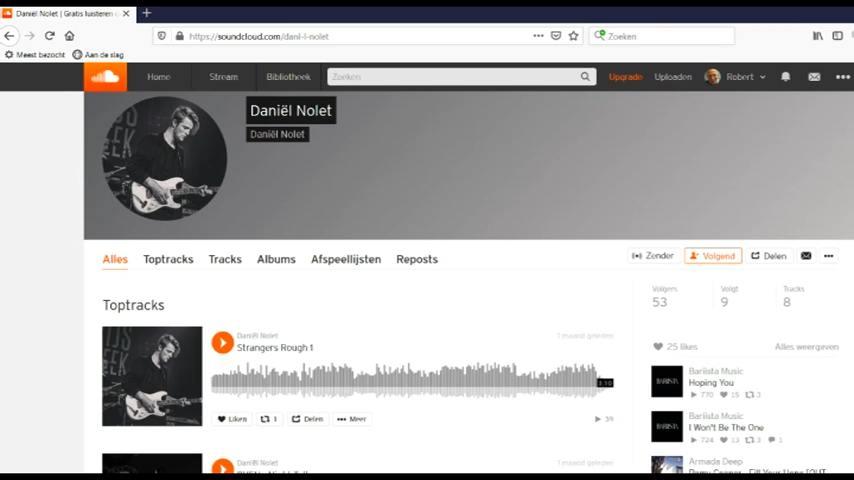 Daniël Nolet | Gratis luisteren o
https://soundcloud.com/dani-l-nolet
Zoeken
Meest bezocht
Aan de slag
Home
Stream
Bibliotheek
Zoeken
Upgrade
Uploaden
Robert
Daniël Nolet
Daniël Nolet
Alles
Toptracks
Tracks
Albums
Afspeellijsten
Reposts
Zender
Volgend
Delen
Volgers
Volgt
Tracks
53
9
8
Toptracks
Daniël Nolet
1 maand geleden
Strangers Rough 1
3:10
Liken
1
Delen
Meer
39
Daniël Nolet
25 likes
Alles weergeven
Bariista Music
Hoping You
770
15
3
Bariista Music
I Won't Be The One
724
13
3
1
Armada Deep